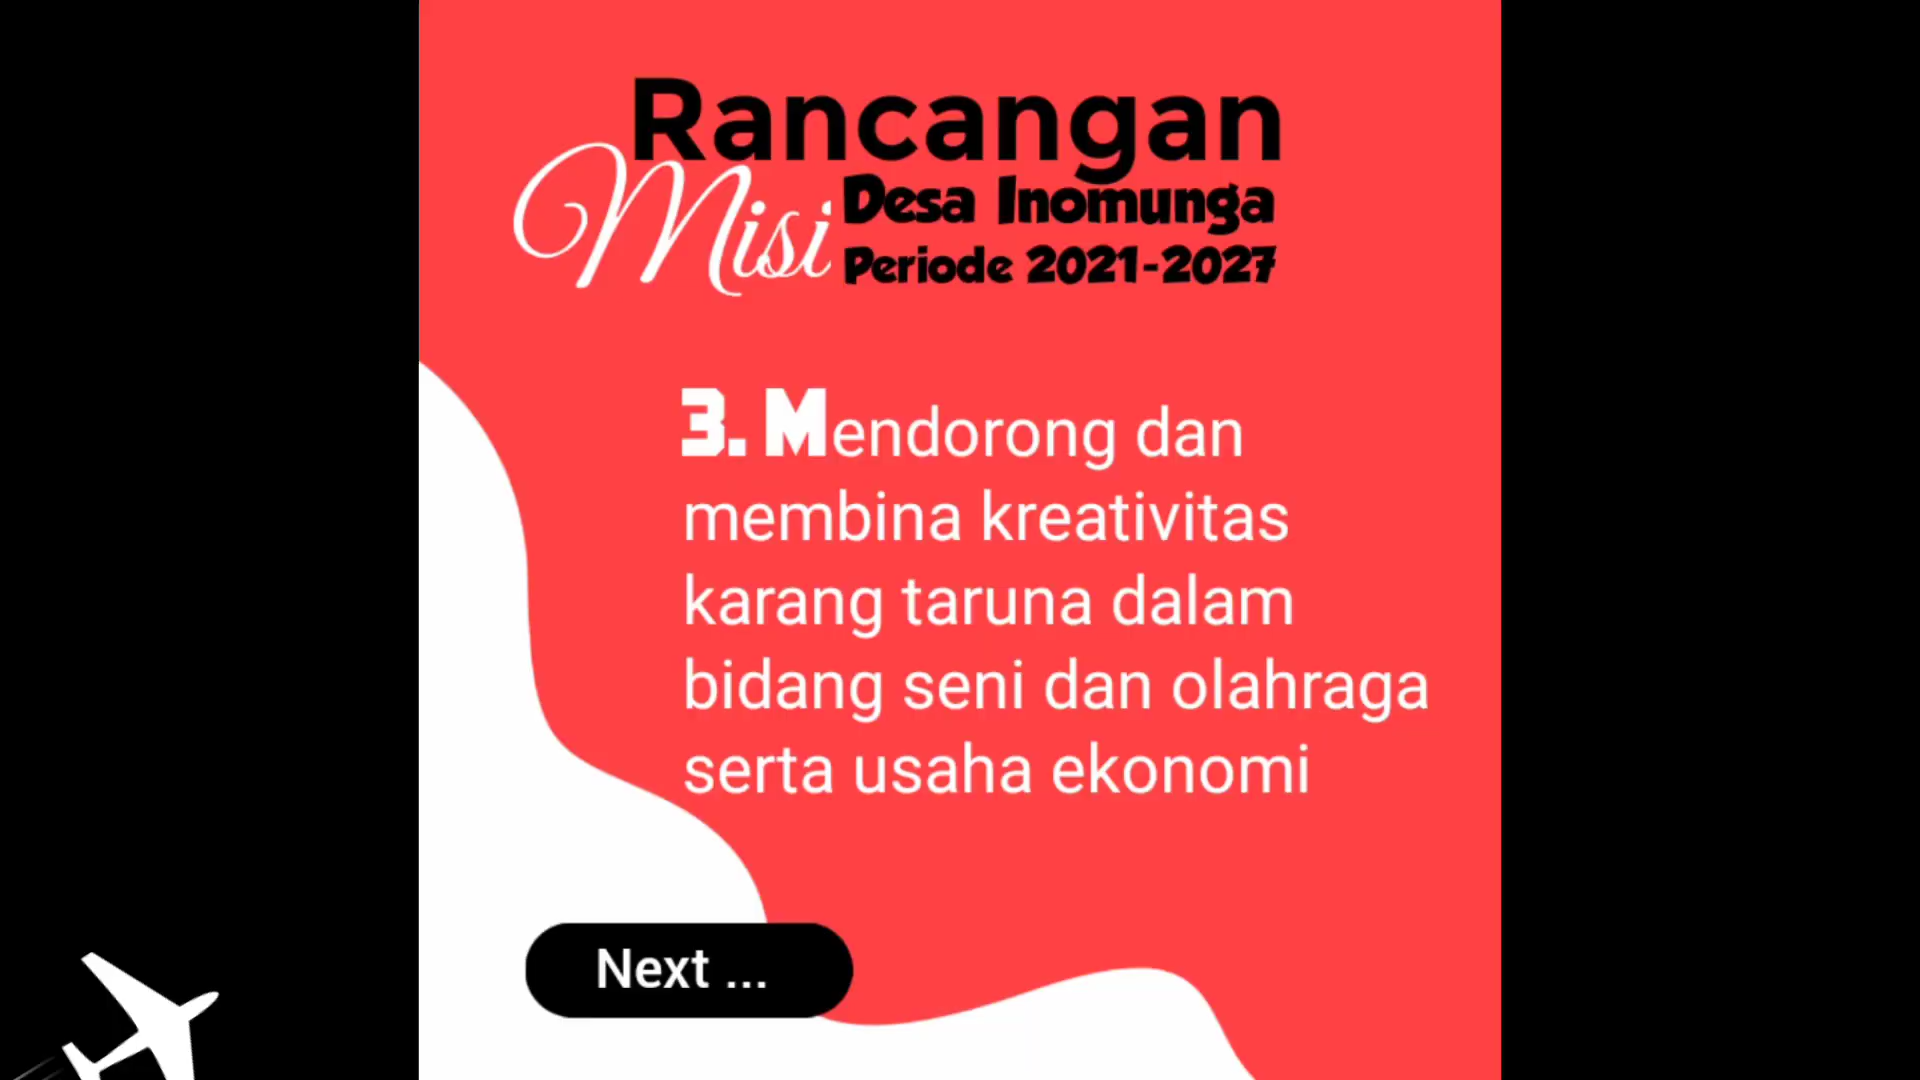 Rancangan
Misi
Desa Inomunga
Periode 2021-2027
3. Mendorong dan
membina kreativitas
karang taruna dalam
bidang seni dan olahraga
serta usaha ekonomi
Next ...